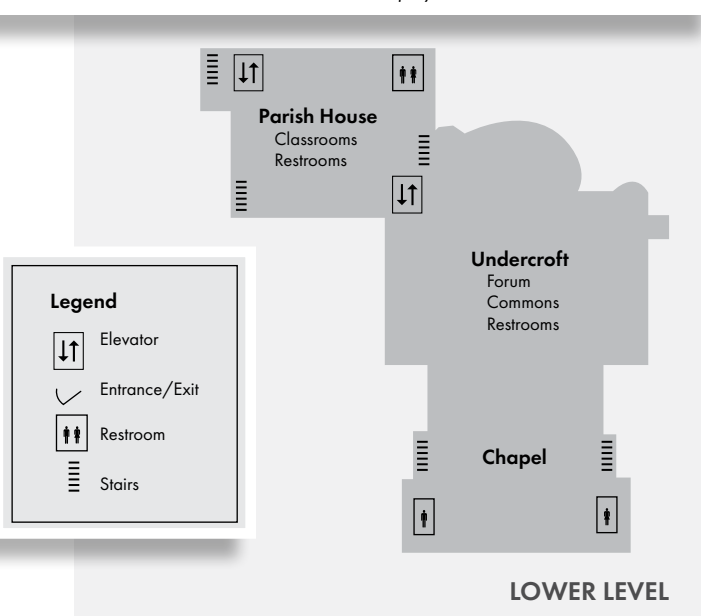 Parish House
Classrooms
Restrooms
Undercroft
Forum
Commons
Restrooms
Legend
Elevator
Entrance/Exit
Restroom
Stairs
Chapel
LOWER LEVEL